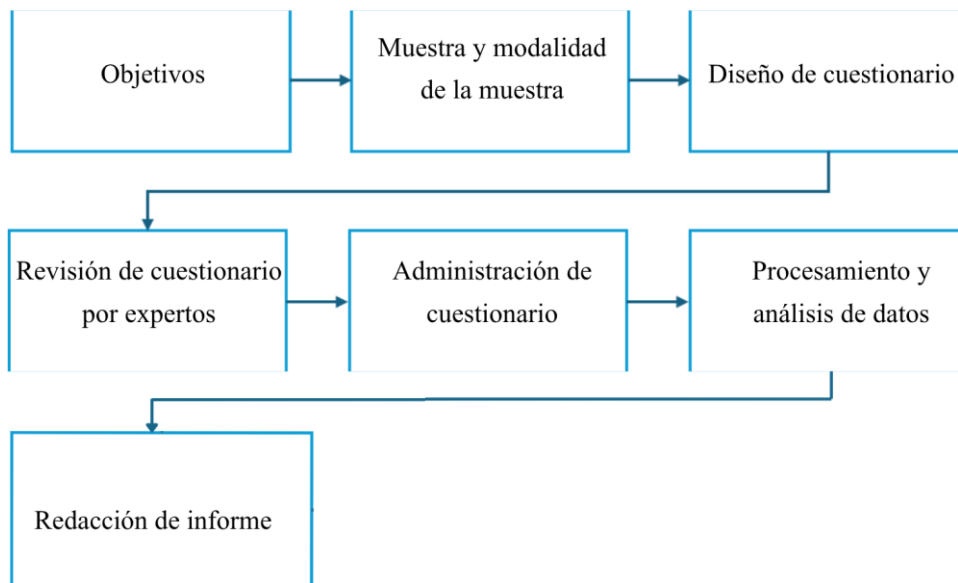 Objetivos
Muestra y modalidad
de la muestra
Diseño de cuestionario
Revisión de cuestionario
por expertos
Administración de
cuestionario
Procesamiento y
análisis de datos
Redacción de informe